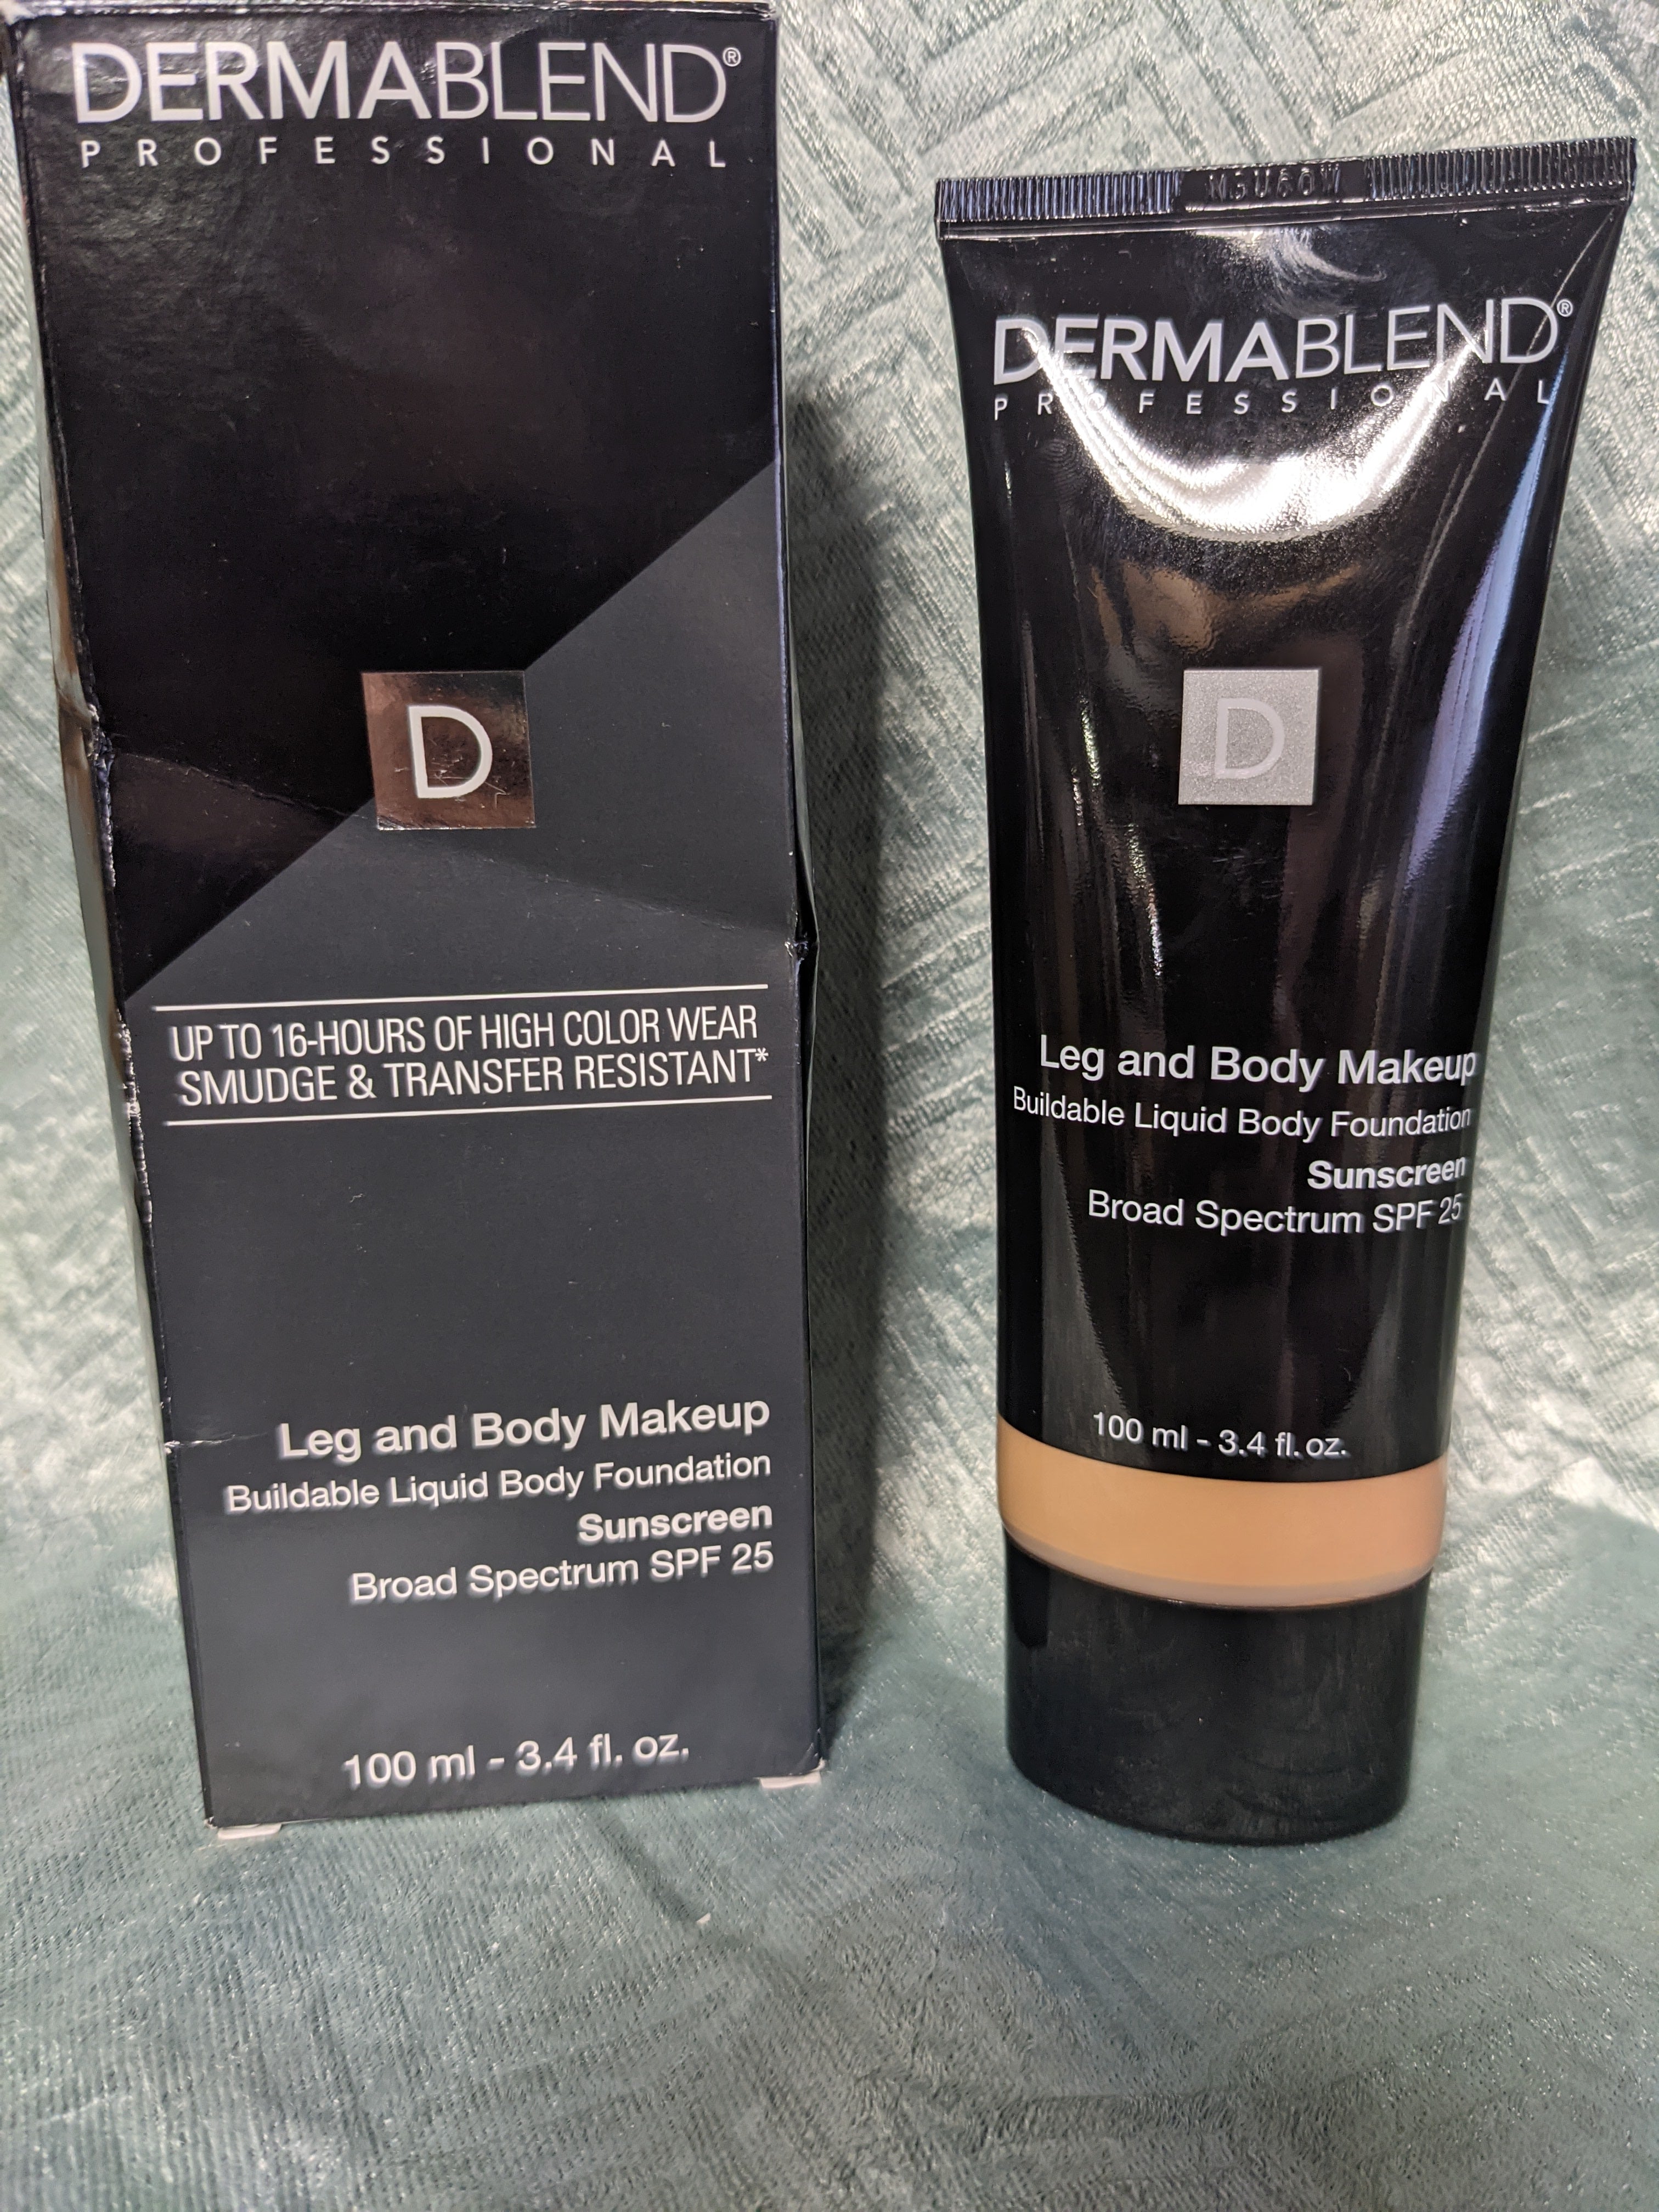 DERMABLEND®
PROFESSIONAL
D
UP TO 16-HOURS OF HIGH COLOR WEAR
SMUDGE & TRANSFER RESISTANT*
Leg and Body Makeup
Buildable Liquid Body Foundation
Sunscreen
Broad Spectrum SPF 25
100 ml - 3.4 fl. oz.
DERMABLEND®
PROFESSIONAL
D
Leg and Body Makeup
Buildable Liquid Body Foundation
Sunscreen
Broad Spectrum SPF 25
100 ml - 3.4 fl. oz.